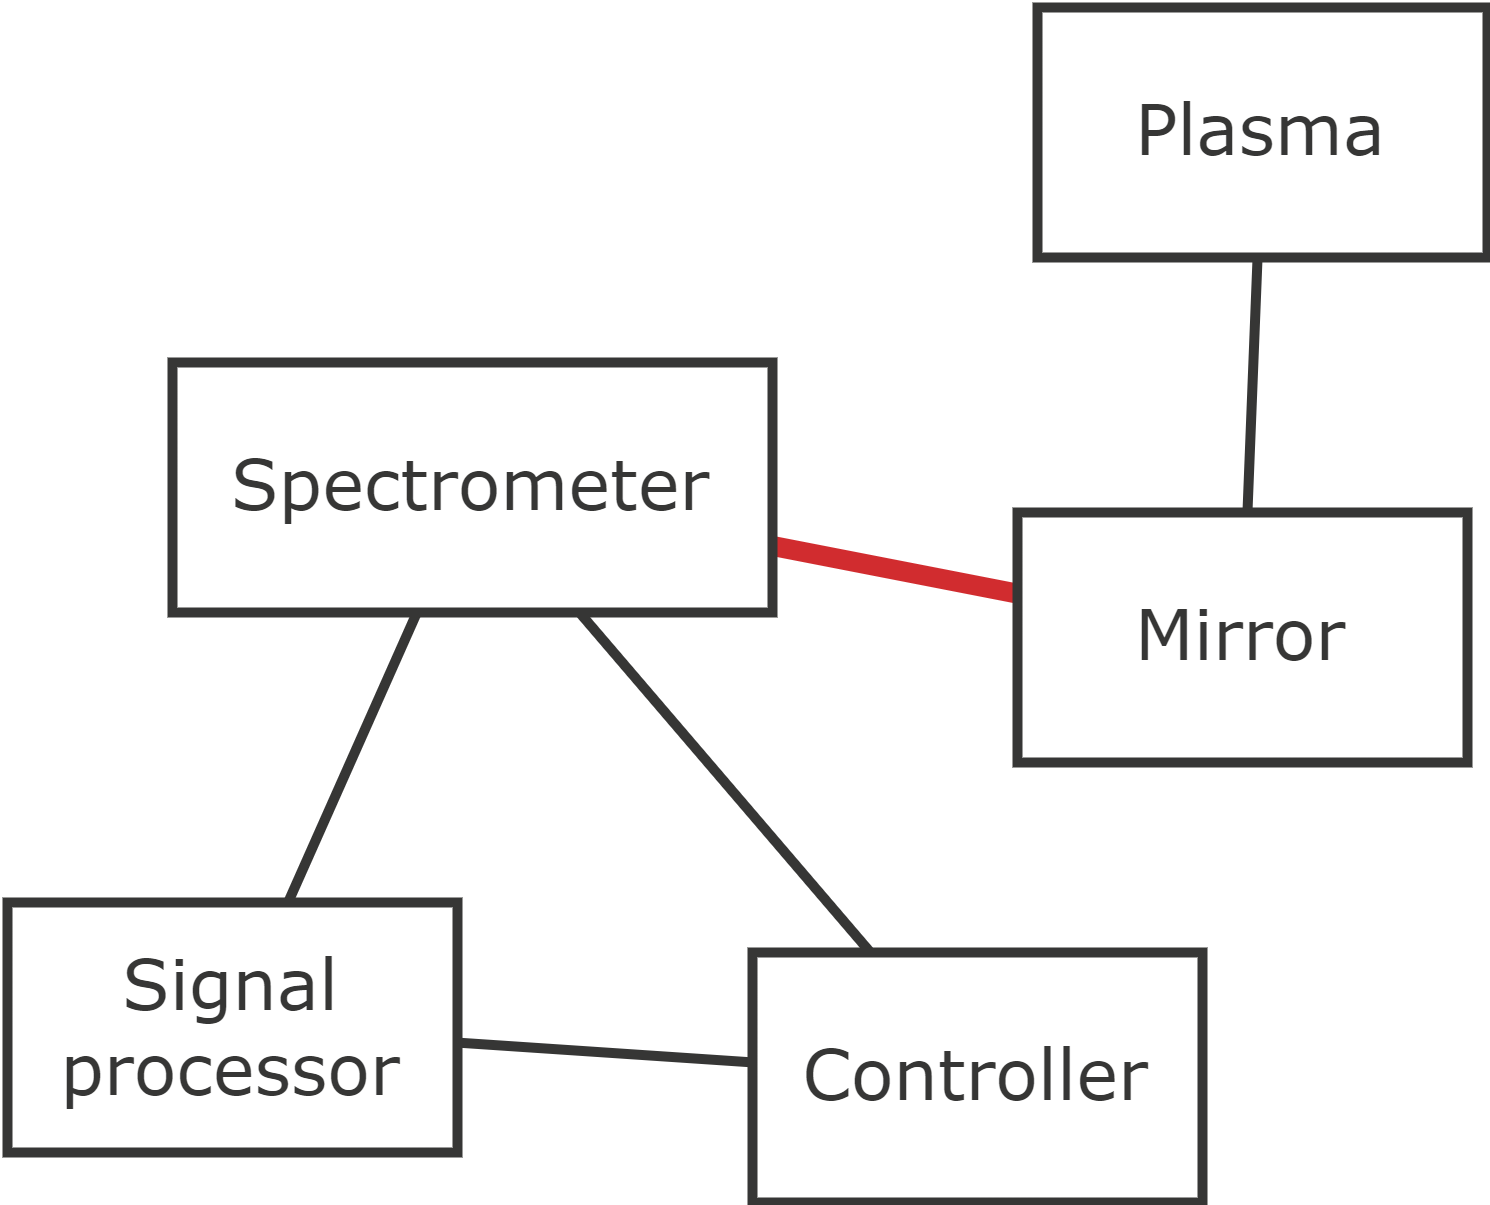 Plasma
Spectrometer
Mirror
Signal
processor
Controller